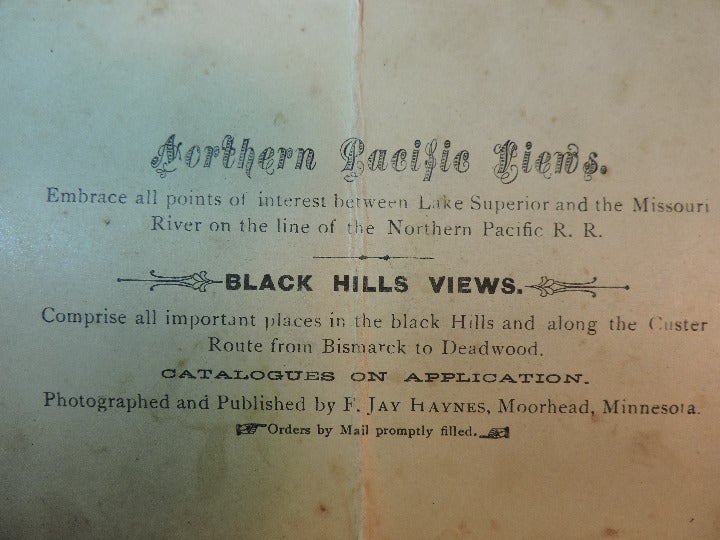 Northern Pacific Views.
Embrace all points of interest between Lake Superior and the Missouri
River on the line of the Northern Pacific R. R.
BLACK HILLS VIEWS.
Comprise all important places in the black Hills and along the Custer
Route from Bismarck to Deadwood.
CATALOGUES ON APPLICATION.
Photographed and Published by F. JAY HAYNES, Moorhead, Minnesota.
Orders by Mail promptly filled.